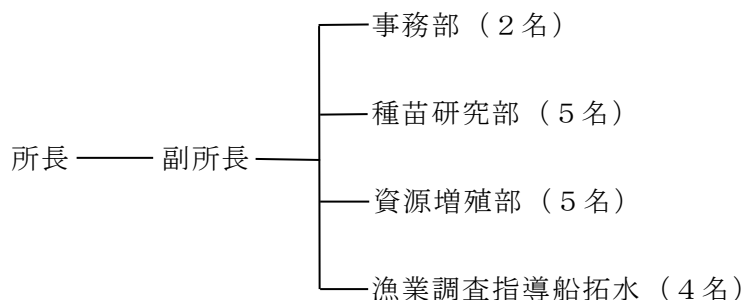 事務部（２名）
種苗研究部（５名）
所長
副所長
資源増殖部（５名）
漁業調査指導船拓水（４名）